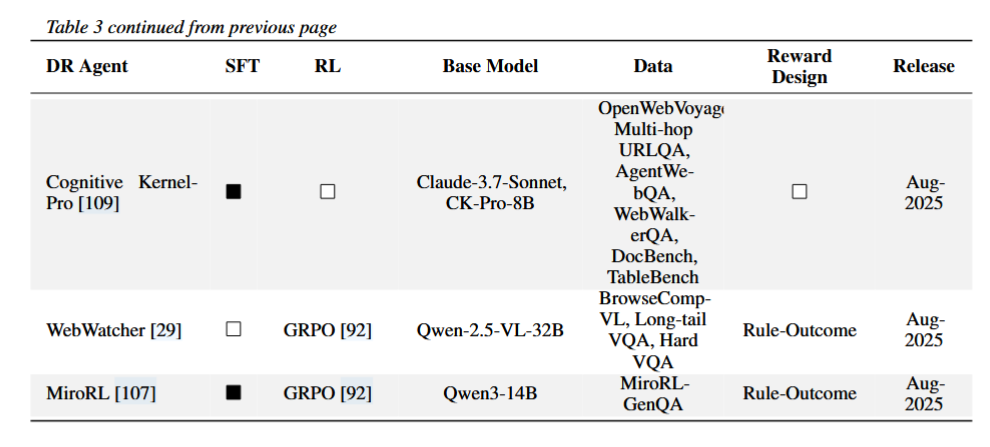 Table 3 continued from previous page
DR Agent SFT RL Base Model Data Reward Design Release
Cognitive Kernel-
Pro [109]
■
□
Claude-3.7-Sonnet,
CK-Pro-8B
OpenWebVoyage
Multi-hop
URLQA,
AgentWe-
bQA,
WebWalk-
erQA,
DocBench,
TableBench
□
Aug-
2025
WebWatcher [29]
□
GRPO [92]
Qwen-2.5-VL-32B
BrowseComp-
VL, Long-tail
VQA, Hard
VQA
Rule-Outcome
Aug-
2025
MiroRL [107]
■
GRPO [92]
Qwen3-14B
MiroRL-
GenQA
Rule-Outcome
Aug-
2025